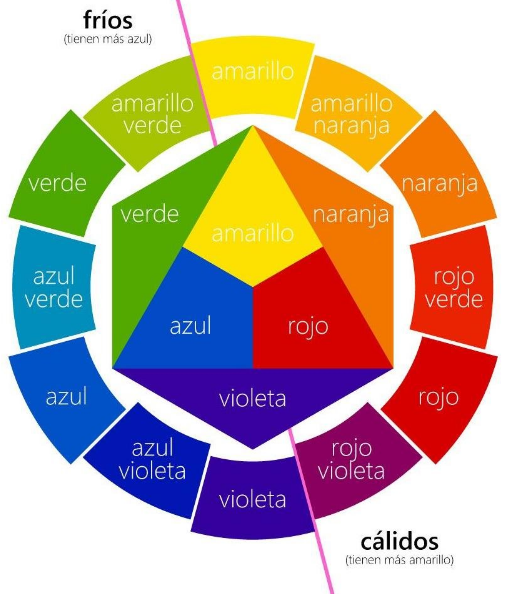 fríos
(tienen más azul)
amarillo
amarillo
verde
amarillo
naranja
verde
naranja
verde
naranja
amarillo
azul
verde
rojo
verde
azul
rojo
azul
rojo
violeta
azul
violeta
rojo
violeta
violeta
cálidos
(tienen más amarillo)